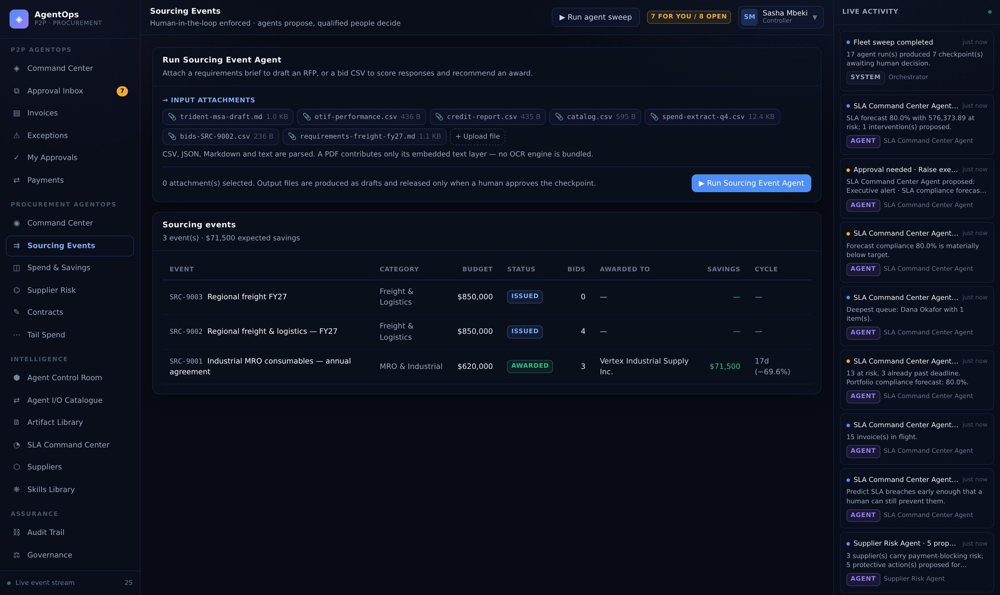 AgentOps
P2P · PROCUREMENT
P2P AGENTOPS
Command Center
Approval Inbox 7
Invoices
Exceptions
My Approvals
Payments
PROCUREMENT AGENTOPS
Command Center
Sourcing Events
Spend & Savings
Supplier Risk
Contracts
Tail Spend
INTELLIGENCE
Agent Control Room
Agent I/O Catalogue
Artifact Library
SLA Command Center
Suppliers
Skills Library
ASSURANCE
Audit Trail
Governance
Live event stream 25
Sourcing Events
Human-in-the-loop enforced · agents propose, qualified people decide
▶ Run agent sweep
7 FOR YOU / 8 OPEN
SM
Sasha Mbeki
Controller
▼
Run Sourcing Event Agent
Attach a requirements brief to draft an RFP, or a bid CSV to score responses and recommend an award.
→ INPUT ATTACHMENTS
trident-msa-draft.md 1.0 KB otif-performance.csv 436 B credit-report.csv 435 B catalog.csv 595 B spend-extract-q4.csv 12.4 KB
bids-SRC-9002.csv 236 B requirements-freight-fy27.md 1.1 KB + Upload file
CSV, JSON, Markdown and text are parsed. A PDF contributes only its embedded text layer — no OCR engine is bundled.
0 attachment(s) selected. Output files are produced as drafts and released only when a human approves the checkpoint.
▶ Run Sourcing Event Agent
Sourcing events
3 event(s) · $71,500 expected savings
EVENT CATEGORY BUDGET STATUS BIDS AWARDED TO SAVINGS CYCLE
SRC-9003 Regional freight FY27 Freight & Logistics $850,000 ISSUED 0 — — —
SRC-9002 Regional freight & logistics — FY27 Freight & Logistics $850,000 ISSUED 4 — — —
SRC-9001 Industrial MRO consumables — annual agreement MRO & Industrial $620,000 AWARDED 3 Vertex Industrial Supply Inc. $71,500 17d (−69.6%)
LIVE ACTIVITY
Fleet sweep completed just now
17 agent run(s) produced 7 checkpoint(s)
awaiting human decision.
SYSTEM Orchestrator
SLA Command Center Agent… just now
SLA forecast 80.0% with 576,373.89 at
risk; 1 intervention(s) proposed.
AGENT SLA Command Center Agent
Approval needed · Raise exe… just now
SLA Command Center Agent proposed:
Executive alert · SLA compliance forecas…
AGENT SLA Command Center Agent
SLA Command Center Agent… just now
Forecast compliance 80.0% is materially
below target.
AGENT SLA Command Center Agent
SLA Command Center Agent… just now
Deepest queue: Dana Okafor with 1
item(s).
AGENT SLA Command Center Agent
SLA Command Center Agent… just now
13 at risk, 3 already past deadline.
Portfolio compliance forecast: 80.0%.
AGENT SLA Command Center Agent
SLA Command Center Agent… just now
15 invoice(s) in flight.
AGENT SLA Command Center Agent
SLA Command Center Agent… just now
Predict SLA breaches early enough that a
human can still prevent them.
AGENT SLA Command Center Agent
Supplier Risk Agent · 5 prop… just now
3 supplier(s) carry payment-blocking risk;
5 protective action(s) proposed for…
AGENT Supplier Risk Agent